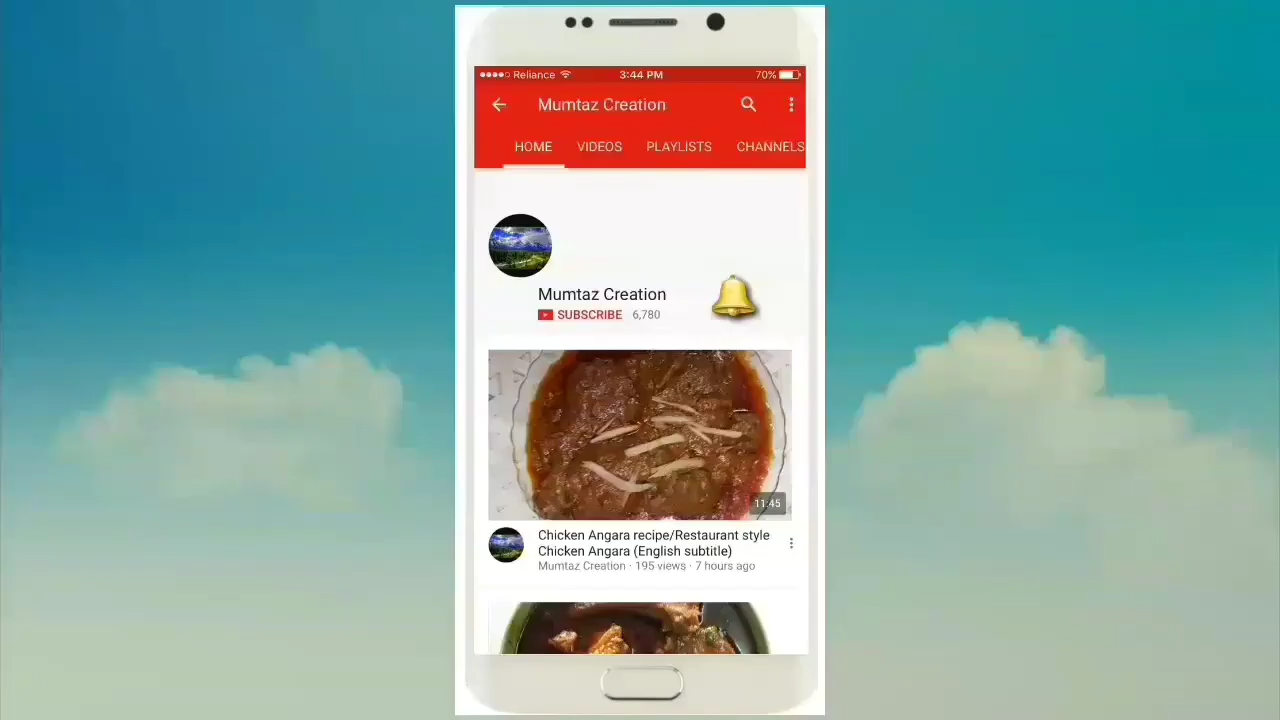 Reliance 3:44 PM 70%
Mumtaz Creation
HOME VIDEOS PLAYLISTS CHANNELS
Mumtaz Creation
SUBSCRIBE 6,780
11:45
Chicken Angara recipe/Restaurant style
Chicken Angara (English subtitle)
Mumtaz Creation · 195 views · 7 hours ago